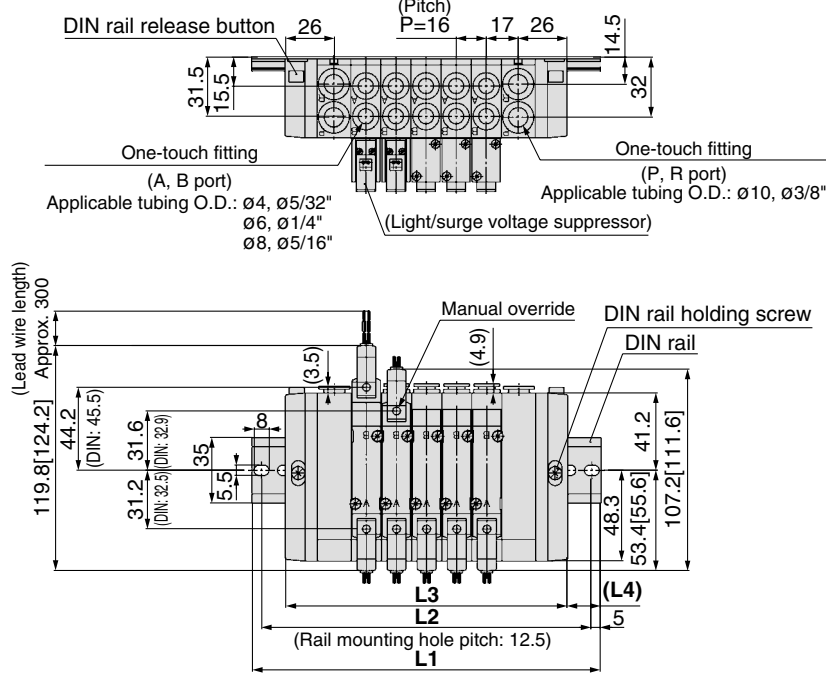 (Pitch)
DIN rail release button
26
P=16
17
26
14.5
31.5
15.5
32
One-touch fitting
(A, B port)
Applicable tubing O.D.: Ø4, Ø5/32"
Ø6, Ø1/4"
Ø8, Ø5/16"
One-touch fitting
(P, R port)
Applicable tubing O.D.: Ø10, Ø3/8"
(Light/surge voltage suppressor)
(Lead wire length)
Approx. 300
Manual override
DIN rail holding screw
DIN rail
(3.5)
(4.9)
119.8[124.2]
44.2
(DIN: 45.5)
31.6
(DIN: 32.9)
8
35
5.5
31.2
(DIN: 32.5)
41.2
48.3
53.4[55.6]
107.2[111.6]
B B B B
A A A A
L3
(L4)
L2
5
(Rail mounting hole pitch: 12.5)
L1